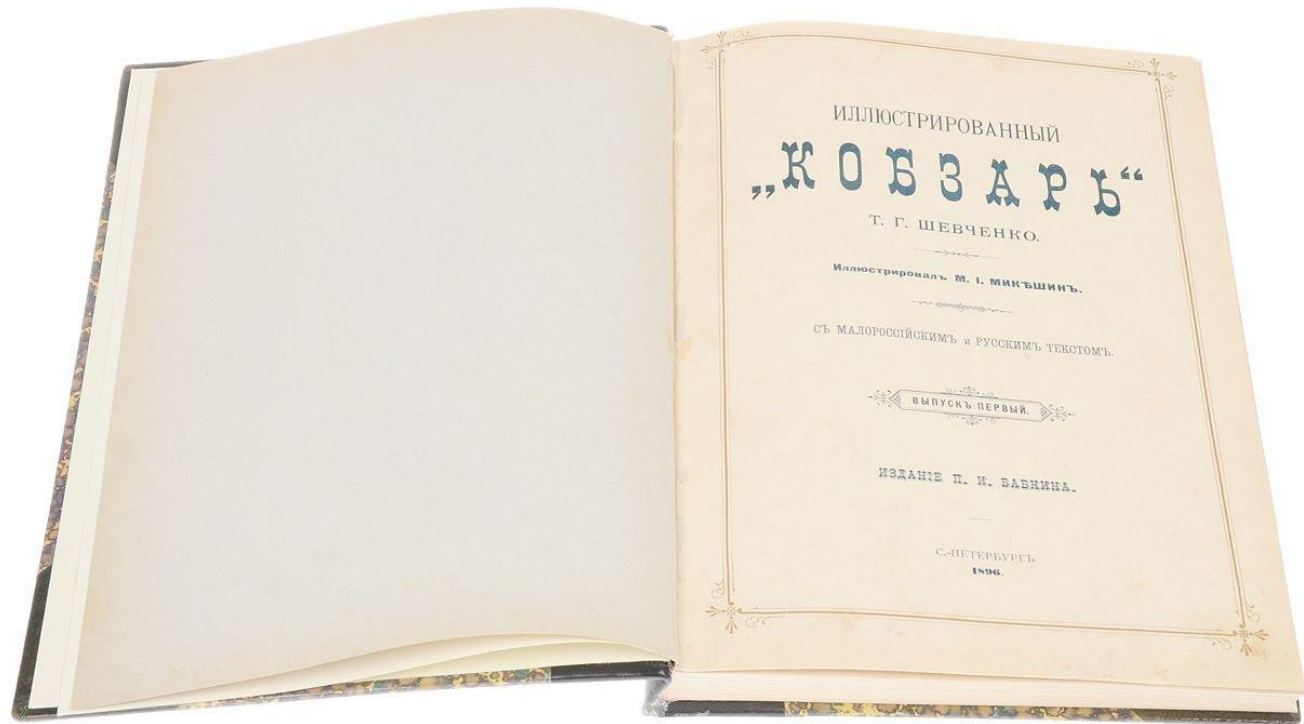 ИЛЛЮСТРИРОВАННЫЙ
„КОБЗАРЬ“
Т. Г. ШЕВЧЕНКО.
Иллюстрировалъ М. І. МИКѢШИНЪ.
СЪ МАЛОРОССІЙСКИМЪ и РУССКИМЪ ТЕКСТОМЪ.
ВЫПУСКЪ ПЕРВЫЙ.
ИЗДАНІЕ П. И. БАБКИНА.
С.-ПЕТЕРБУРГЪ
1896.